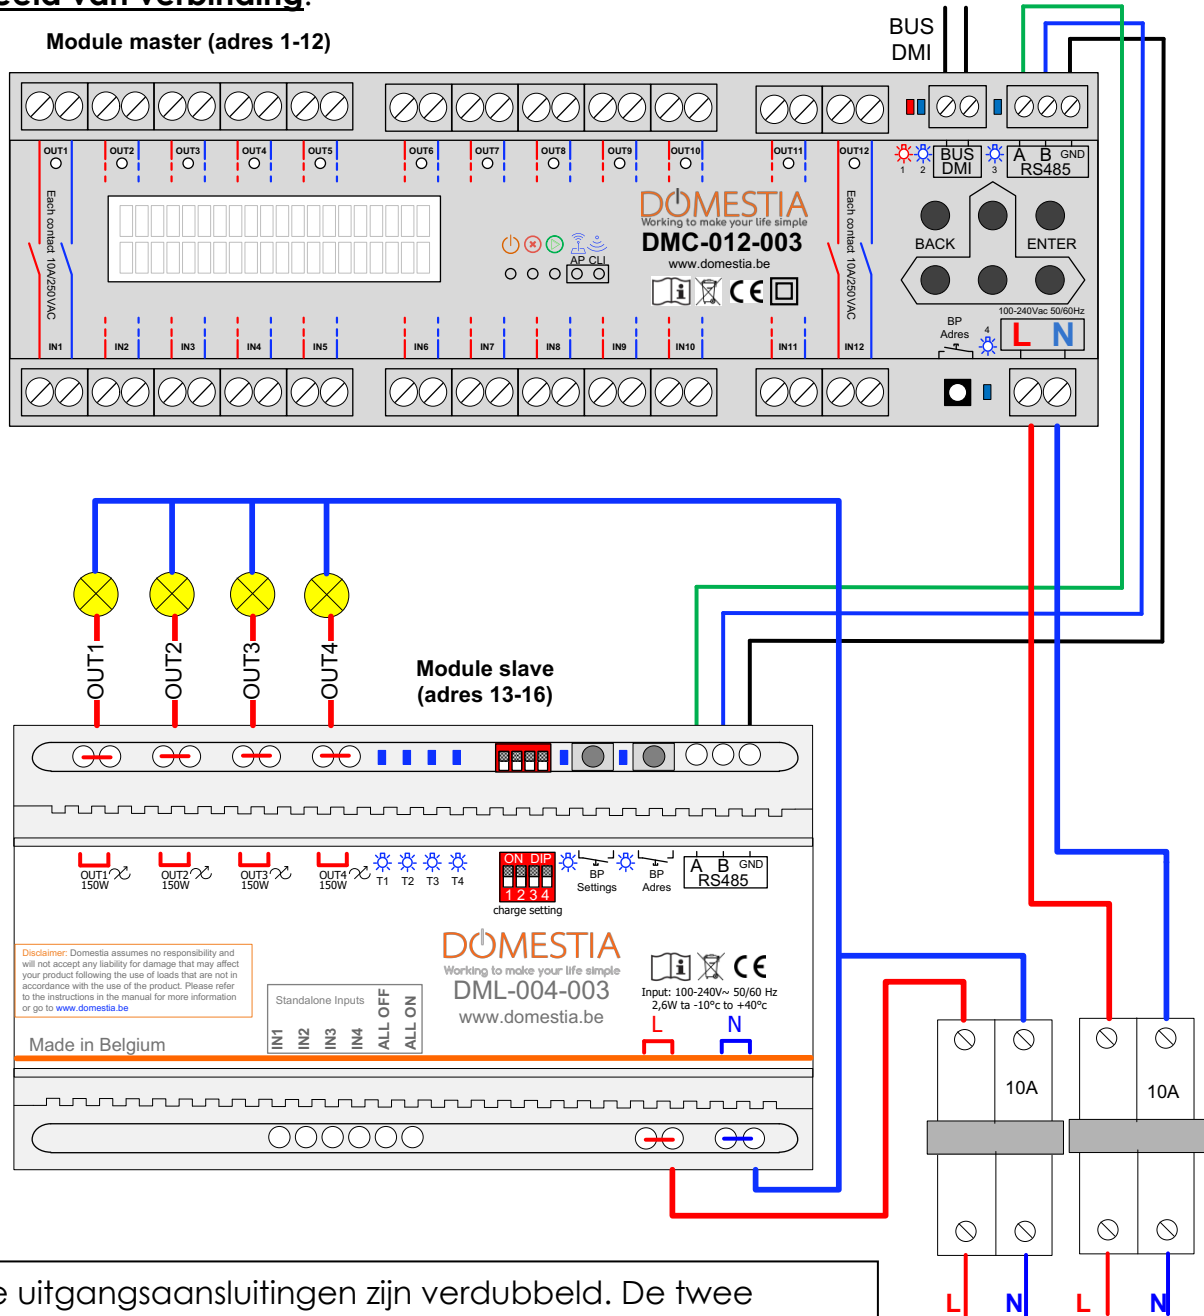 eeld van verbinding:
BUS
DMI
Module master (adres 1-12)
OUT1 OUT2 OUT3 OUT4 OUT5 OUT6 OUT7 OUT8 OUT9 OUT10 OUT11 OUT12
1 2 BUS DMI 3 A B GND RS485
Each contact 10A/250VAC
Each contact 10A/250VAC
DOMESTIA
Working to make your life simple
DMC-012-003
www.domestia.be
AP CLI
CE
BACK ENTER
100-240Vac 50/60Hz
BP
Adres
4
L N
IN1 IN2 IN3 IN4 IN5 IN6 IN7 IN8 IN9 IN10 IN11 IN12
OUT1
OUT2
OUT3
OUT4
Module slave
(adres 13-16)
OUT1 150W
OUT2 150W
OUT3 150W
OUT4 150W
T1 T2 T3 T4
ON DIP
1 2 3 4
charge setting
BP
Settings
BP
Adres
A B GND
RS485
Disclaimer: Domestia assumes no responsibility and
will not accept any liability for damage that may affect
your product following the use of loads that are not in
accordance with the use of the product. Please refer
to the instructions in the manual for more information
or go to www.domestia.be
Standalone Inputs
IN1
IN2
IN3
IN4
ALL OFF
ALL ON
DOMESTIA
Working to make your life simple
DML-004-003
www.domestia.be
CE
Input: 100-240V~ 50/60 Hz
2,6W ta -10°c to +40°c
L N
Made in Belgium
10A
10A
L N L N
e uitgangsaansluitingen zijn verdubbeld. De twee